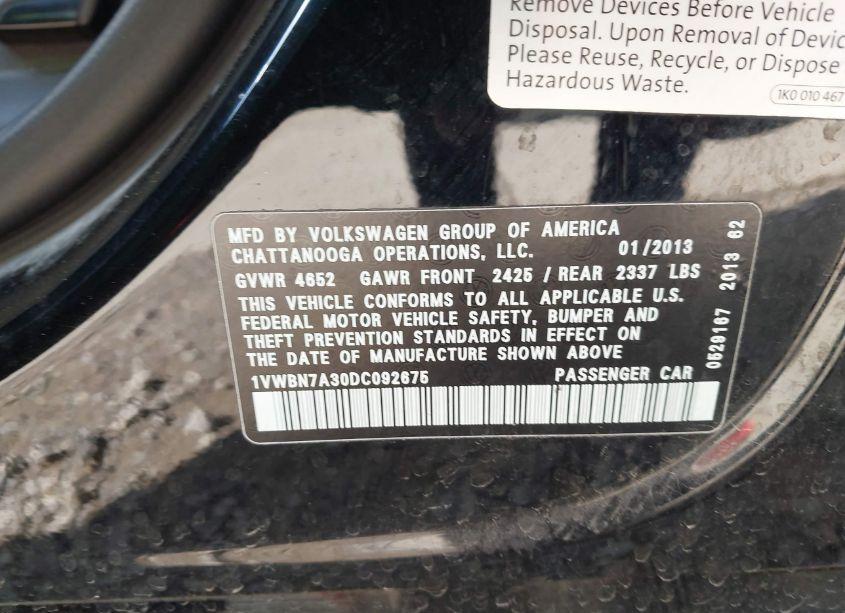 Remove Devices Before Vehicle
Disposal. Upon Removal of Devic
Please Reuse, Recycle, or Dispose
Hazardous Waste.
1K0 010 467
MFD BY VOLKSWAGEN GROUP OF AMERICA
CHATTANOOGA OPERATIONS, LLC. 01/2013
GVWR 4652 GAWR FRONT 2425 / REAR 2337 LBS
THIS VEHICLE CONFORMS TO ALL APPLICABLE U.S.
FEDERAL MOTOR VEHICLE SAFETY, BUMPER AND
THEFT PREVENTION STANDARDS IN EFFECT ON
THE DATE OF MANUFACTURE SHOWN ABOVE
1VWBN7A30DC092675 PASSENGER CAR
0529167 2013 62